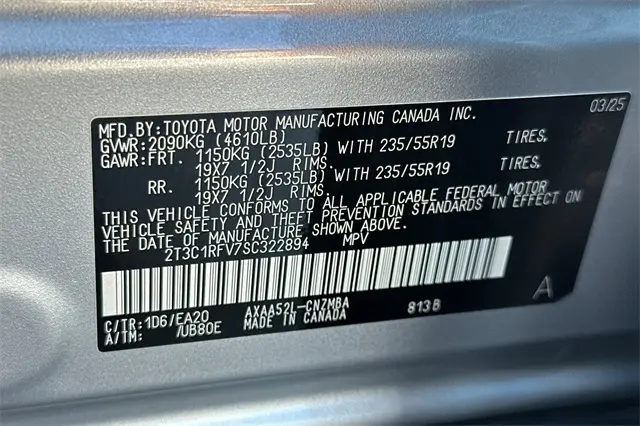 03/25
MFD.BY:TOYOTA MOTOR MANUFACTURING CANADA INC.
GVWR:2090KG (4610LB)
GAWR:FRT. 1150KG (2535LB) WITH 235/55R19 TIRES,
19X7 1/2J RIMS.
RR. 1150KG (2535LB) WITH 235/55R19 TIRES,
19X7 1/2J RIMS.
THIS VEHICLE CONFORMS TO ALL APPLICABLE FEDERAL MOTOR
VEHICLE SAFETY AND THEFT PREVENTION STANDARDS IN EFFECT ON
THE DATE OF MANUFACTURE SHOWN ABOVE.
2T3C1RFV7SC322894 MPV
C/TR:1D6/EA20 AXAA52L-CNZMBA 813B A
A/TM: /UB80E MADE IN CANADA